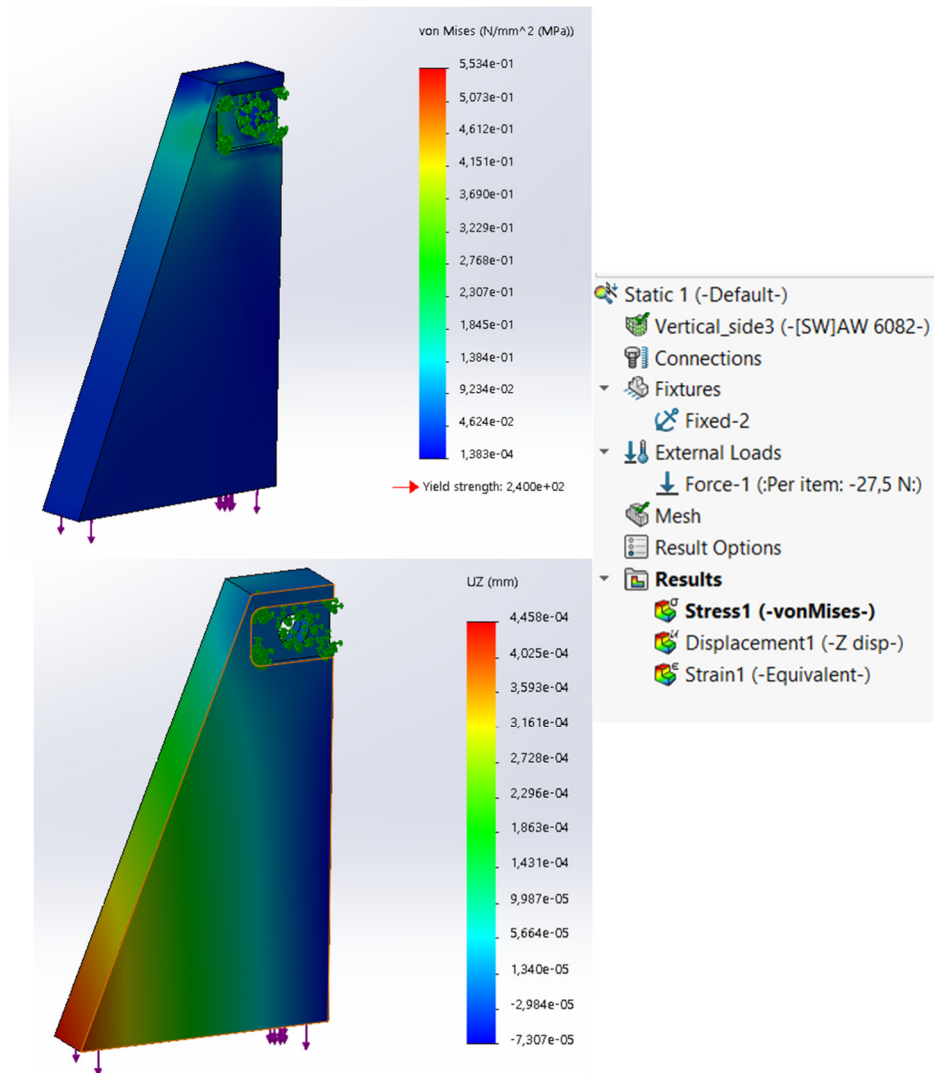 von Mises (N/mm^2 (MPa))
5,534e-01
5,073e-01
4,612e-01
4,151e-01
3,690e-01
3,229e-01
2,768e-01
2,307e-01
1,845e-01
1,384e-01
9,234e-02
4,624e-02
1,383e-04
Yield strength: 2,400e+02
UZ (mm)
4,458e-04
4,025e-04
3,593e-04
3,161e-04
2,728e-04
2,296e-04
1,863e-04
1,431e-04
9,987e-05
5,664e-05
1,340e-05
-2,984e-05
-7,307e-05
Static 1 (-Default-)
Vertical_side3 (-[SW]AW 6082-)
Connections
Fixtures
Fixed-2
External Loads
Force-1 (:Per item: -27,5 N:)
Mesh
Result Options
Results
Stress1 (-vonMises-)
Displacement1 (-Z disp-)
Strain1 (-Equivalent-)